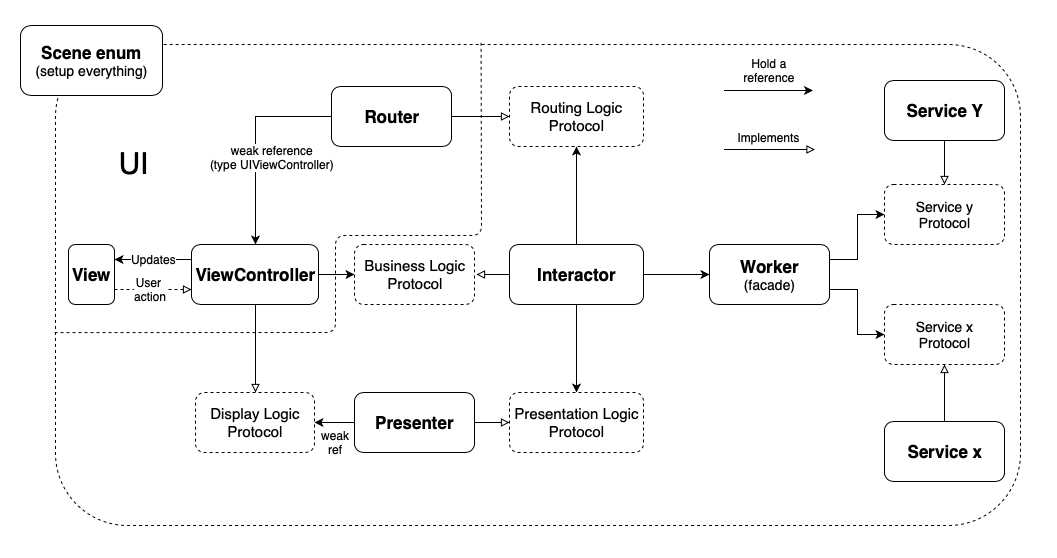 Scene enum
(setup everything)
Hold a
reference
Router
Routing Logic
Protocol
Service Y
Implements
UI
weak reference
(type UIViewController)
Service y
Protocol
View
Updates
User
action
ViewController
Business Logic
Protocol
Interactor
Worker
(facade)
Service x
Protocol
Display Logic
Protocol
weak
ref
Presenter
Presentation Logic
Protocol
Service x